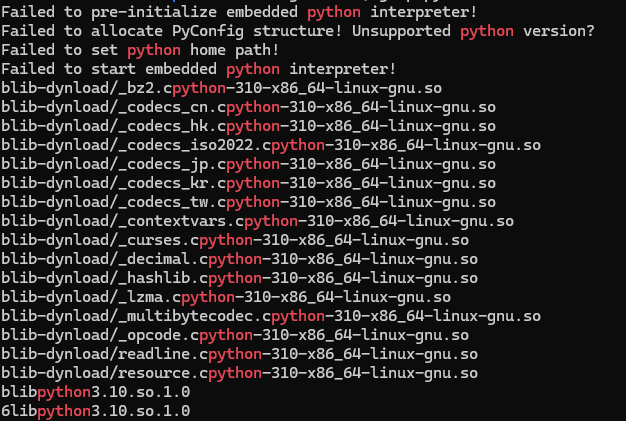 Failed to pre-initialize embedded python interpreter!
Failed to allocate PyConfig structure! Unsupported python version?
Failed to set python home path!
Failed to start embedded python interpreter!
blib-dynload/_bz2.cpython-310-x86_64-linux-gnu.so
blib-dynload/_codecs_cn.cpython-310-x86_64-linux-gnu.so
blib-dynload/_codecs_hk.cpython-310-x86_64-linux-gnu.so
blib-dynload/_codecs_iso2022.cpython-310-x86_64-linux-gnu.so
blib-dynload/_codecs_jp.cpython-310-x86_64-linux-gnu.so
blib-dynload/_codecs_kr.cpython-310-x86_64-linux-gnu.so
blib-dynload/_codecs_tw.cpython-310-x86_64-linux-gnu.so
blib-dynload/_contextvars.cpython-310-x86_64-linux-gnu.so
blib-dynload/_curses.cpython-310-x86_64-linux-gnu.so
blib-dynload/_decimal.cpython-310-x86_64-linux-gnu.so
blib-dynload/_hashlib.cpython-310-x86_64-linux-gnu.so
blib-dynload/_lzma.cpython-310-x86_64-linux-gnu.so
blib-dynload/_multibytecodec.cpython-310-x86_64-linux-gnu.so
blib-dynload/_opcode.cpython-310-x86_64-linux-gnu.so
blib-dynload/readline.cpython-310-x86_64-linux-gnu.so
blib-dynload/resource.cpython-310-x86_64-linux-gnu.so
blibpython3.10.so.1.0
6libpython3.10.so.1.0